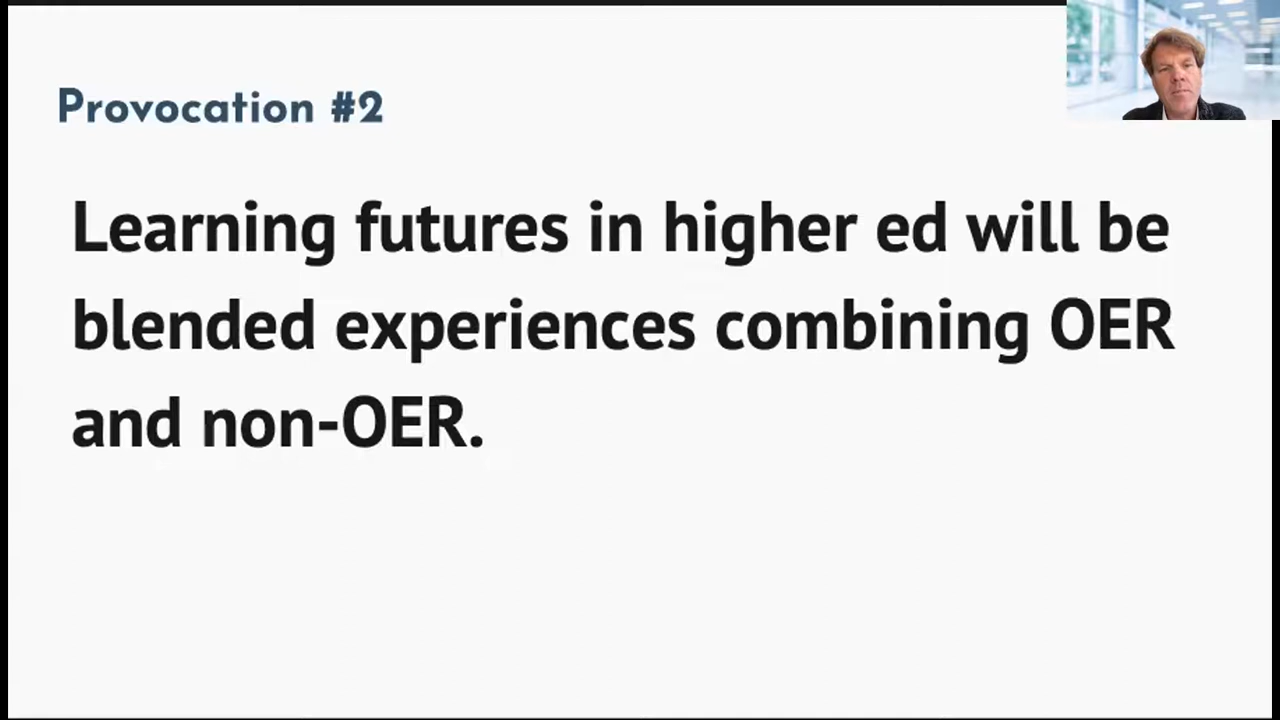 Provocation #2
Learning futures in higher ed will be
blended experiences combining OER
and non-OER.